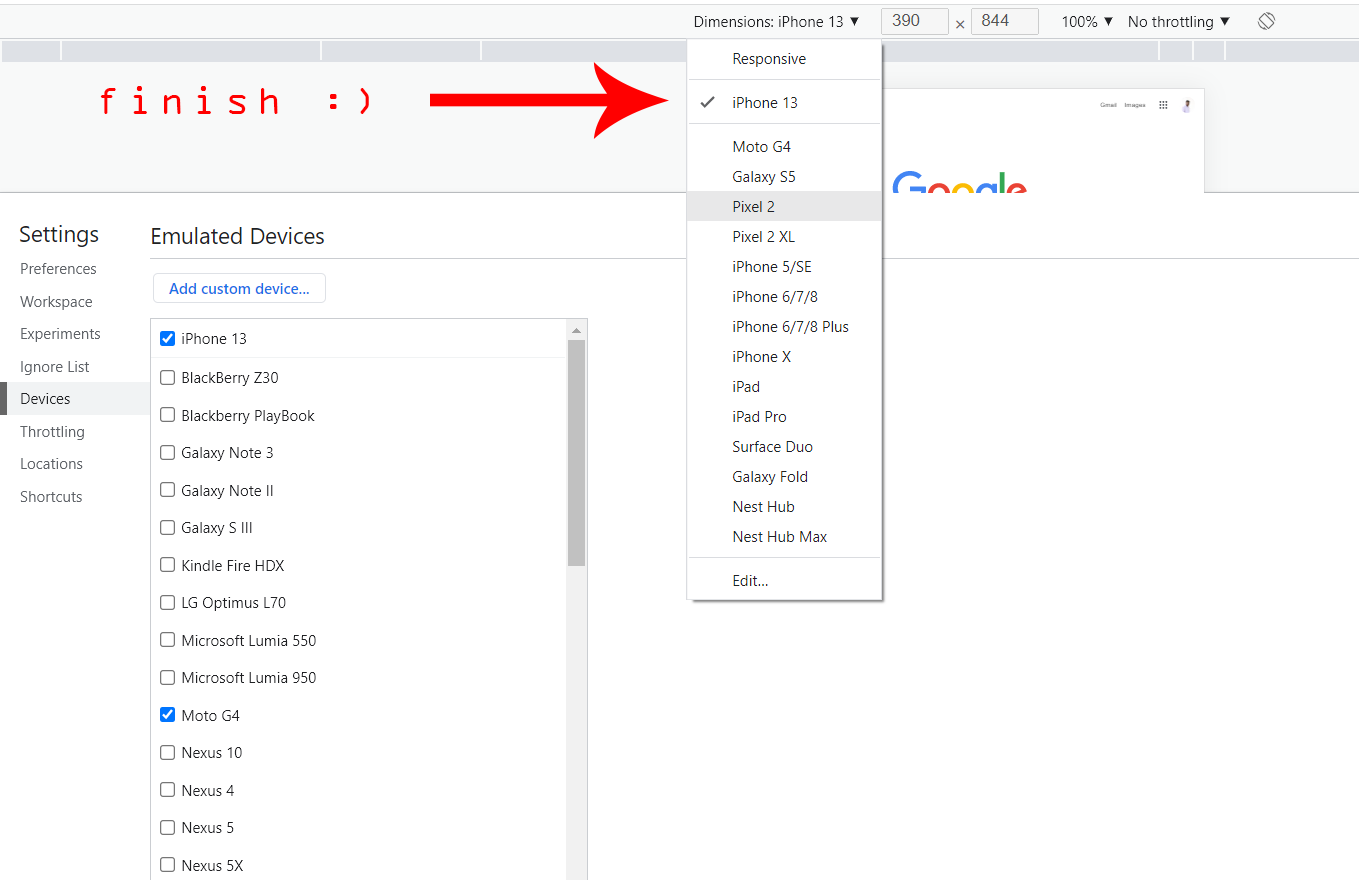 Dimensions: iPhone 13 ▼ 390 × 844 100% ▼ No throttling ▼
Responsive
finish :)
iPhone 13
Gmail Images
Moto G4
Galaxy S5
Google
Pixel 2
Pixel 2 XL
iPhone 5/SE
iPhone 6/7/8
iPhone 6/7/8 Plus
iPhone X
iPad
iPad Pro
Surface Duo
Galaxy Fold
Nest Hub
Nest Hub Max
Edit...
Settings
Preferences
Workspace
Experiments
Ignore List
Devices
Throttling
Locations
Shortcuts
Emulated Devices
Add custom device...
iPhone 13
BlackBerry Z30
Blackberry PlayBook
Galaxy Note 3
Galaxy Note II
Galaxy S III
Kindle Fire HDX
LG Optimus L70
Microsoft Lumia 550
Microsoft Lumia 950
Moto G4
Nexus 10
Nexus 4
Nexus 5
Nexus 5X